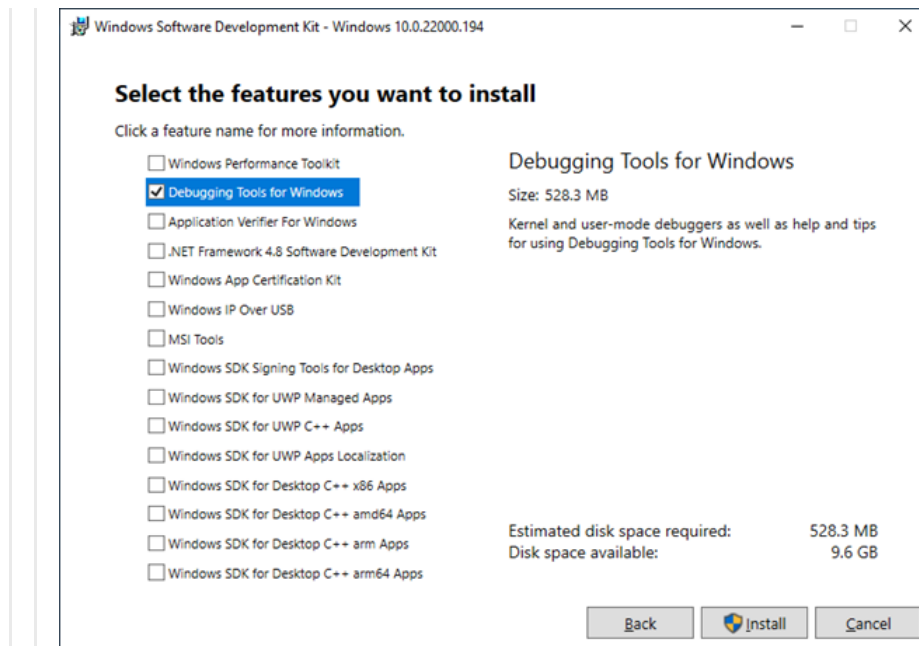 Windows Software Development Kit - Windows 10.0.22000.194
Select the features you want to install
Click a feature name for more information.
Windows Performance Toolkit
Debugging Tools for Windows
Application Verifier For Windows
.NET Framework 4.8 Software Development Kit
Windows App Certification Kit
Windows IP Over USB
MSI Tools
Windows SDK Signing Tools for Desktop Apps
Windows SDK for UWP Managed Apps
Windows SDK for UWP C++ Apps
Windows SDK for UWP Apps Localization
Windows SDK for Desktop C++ x86 Apps
Windows SDK for Desktop C++ amd64 Apps
Windows SDK for Desktop C++ arm Apps
Windows SDK for Desktop C++ arm64 Apps
Debugging Tools for Windows
Size: 528.3 MB
Kernel and user-mode debuggers as well as help and tips
for using Debugging Tools for Windows.
Estimated disk space required: 528.3 MB
Disk space available: 9.6 GB
Back Install Cancel